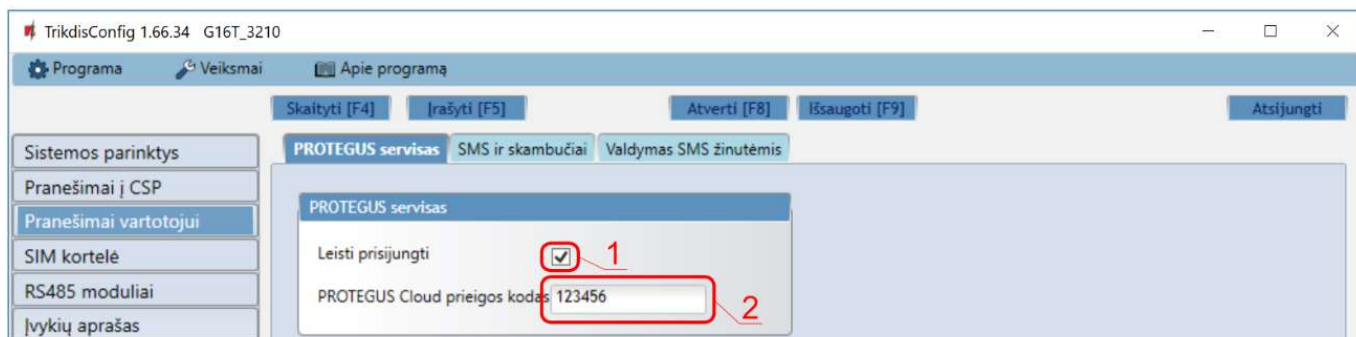 TrikdisConfig 1.66.34 G16T_3210
Programa Veiksmai Apie programą
Skaityti [F4] Įrašyti [F5] Atverti [F8] Išsaugoti [F9] Atsijungti
Sistemos parinktys
Pranešimai į CSP
Pranešimai vartotojui
SIM kortelė
RS485 moduliai
Įvykių aprašas
PROTEGUS servisas SMS ir skambučiai Valdymas SMS žinutėmis
PROTEGUS servisas
Leisti prisijungti 1
PROTEGUS Cloud prieigos kodas 123456 2